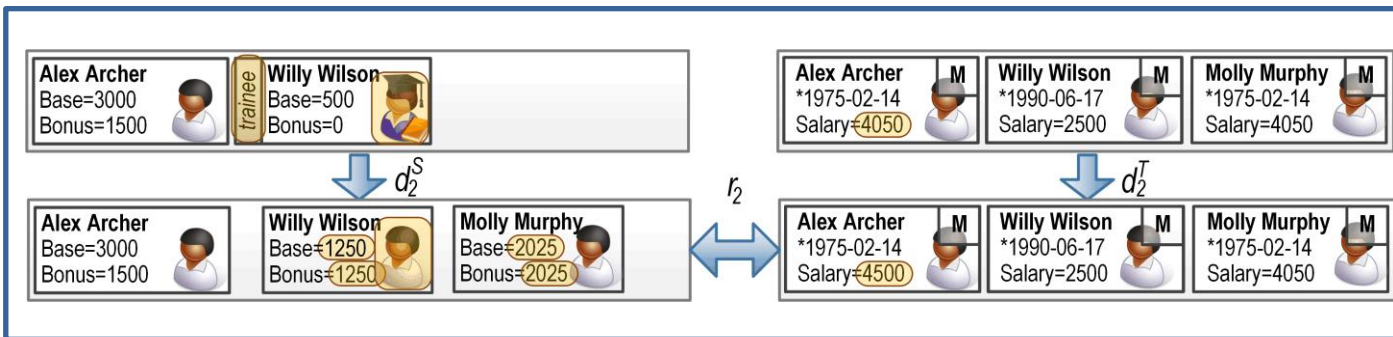 Alex Archer
Base=3000
Bonus=1500
trainee
Willy Wilson
Base=500
Bonus=0
Alex Archer
M
*1975-02-14
Salary=4050
Willy Wilson
M
*1990-06-17
Salary=2500
Molly Murphy
M
*1975-02-14
Salary=4050
d₂ˢ
r₂
d₂ᵀ
Alex Archer
Base=3000
Bonus=1500
Willy Wilson
Base=1250
Bonus=1250
Molly Murphy
Base=2025
Bonus=2025
Alex Archer
M
*1975-02-14
Salary=4500
Willy Wilson
M
*1990-06-17
Salary=2500
Molly Murphy
M
*1975-02-14
Salary=4050